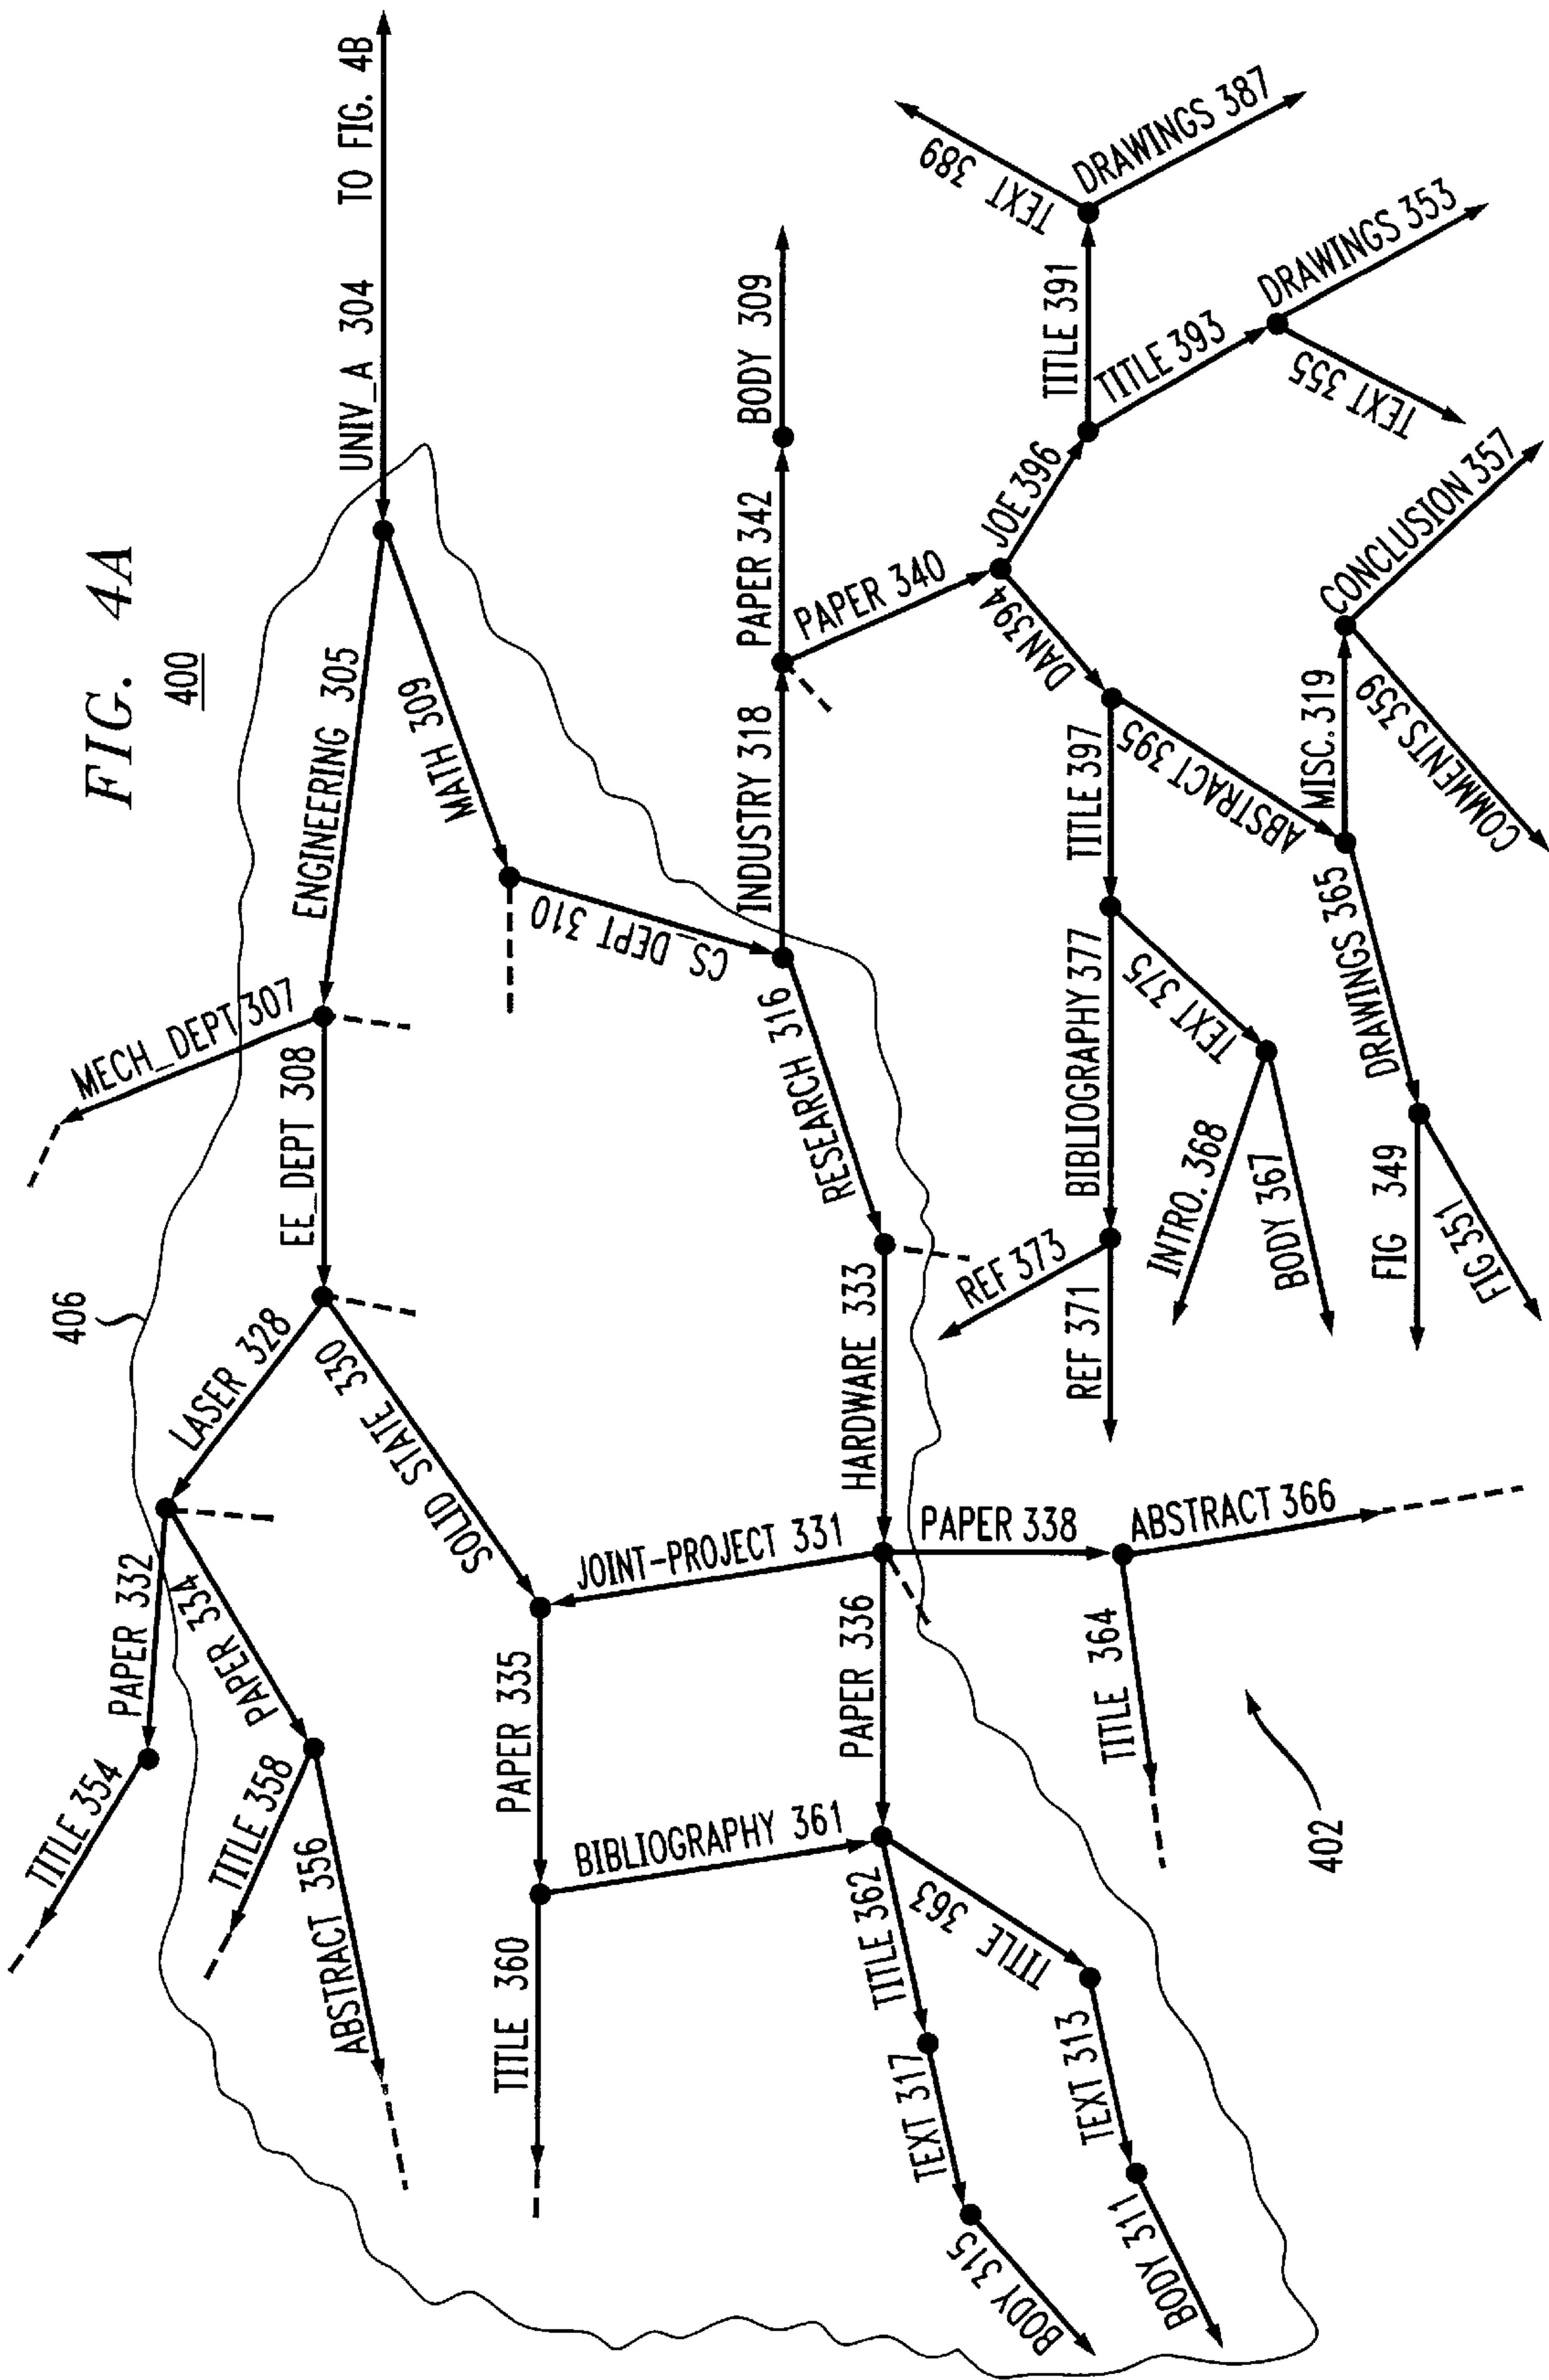 FIG. 4A
400
UNIV_A 304
TO FIG. 4B
ENGINEERING 305
MATH 309
MECH_DEPT 307
EE_DEPT 308
CS_DEPT 310
406
LASER 328
SOLID STATE 330
PAPER 332
PAPER 334
TITLE 354
TITLE 358
ABSTRACT 356
JOINT-PROJECT 331
PAPER 335
TITLE 360
BIBLIOGRAPHY 361
INDUSTRY 318
RESEARCH 316
HARDWARE 333
PAPER 336
PAPER 338
ABSTRACT 366
TITLE 364
TITLE 362
TITLE 363
TEXT 317
TEXT 313
BODY 315
BODY 311
402
PAPER 342
BODY 309
PAPER 340
JOE 396
DAN 394
TITLE 391
TEXT 389
DRAWINGS 387
TITLE 393
DRAWINGS 353
TEXT 355
TITLE 397
ABSTRACT 395
BIBLIOGRAPHY 377
TEXT 375
REF 373
REF 371
INTRO. 368
BODY 367
MISC. 319
CONCLUSION 357
COMMENTS 359
DRAWINGS 365
FIG 349
FIG 351